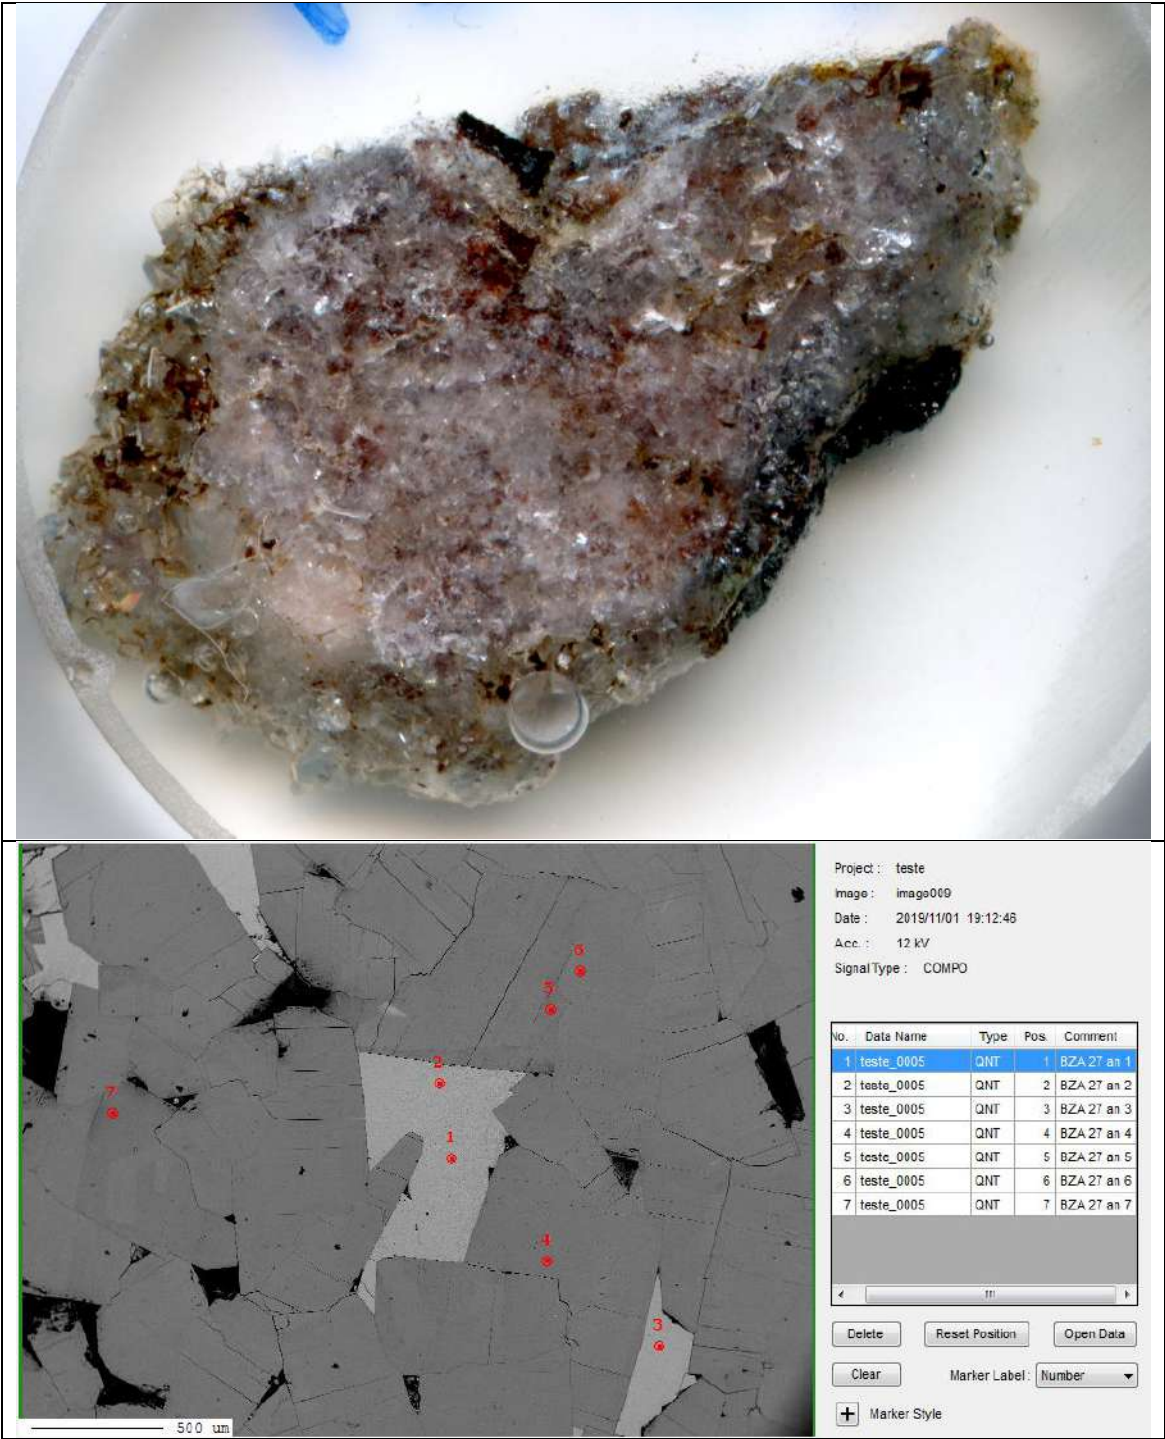 Project : teste
Image : image009
Date : 2019/11/01 19:12:46
Acc. : 12 kV
Signal Type : COMPO
6
5
2
7
1
4
3
500 um
No. Data Name Type Pos. Comment
1 teste_0005 QNT 1 BZA 27 an 1
2 teste_0005 QNT 2 BZA 27 an 2
3 teste_0005 QNT 3 BZA 27 an 3
4 teste_0005 QNT 4 BZA 27 an 4
5 teste_0005 QNT 5 BZA 27 an 5
6 teste_0005 QNT 6 BZA 27 an 6
7 teste_0005 QNT 7 BZA 27 an 7
Delete Reset Position Open Data
Clear Marker Label : Number
+ Marker Style